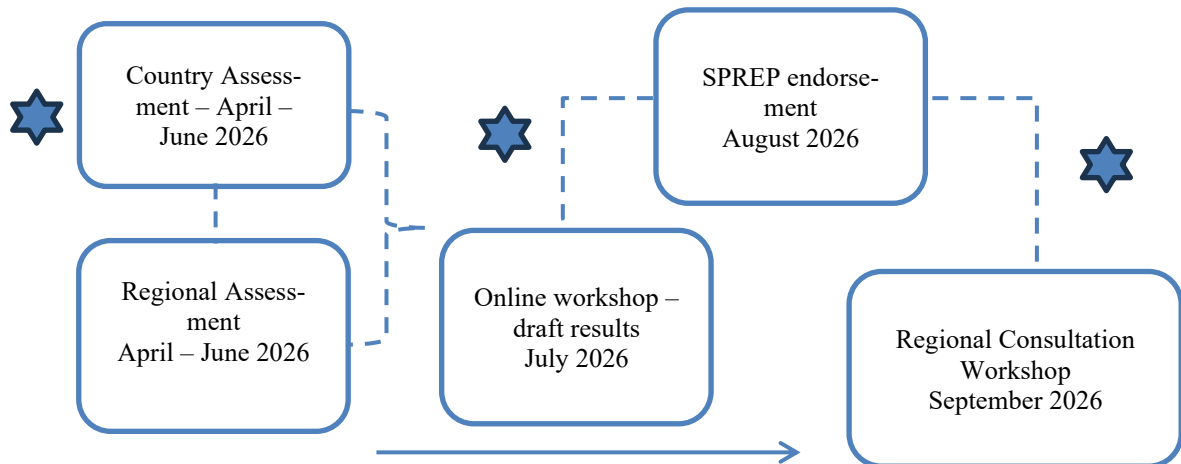 Country Assess-
ment – April –
June 2026
Regional Assess-
ment
April – June 2026
Online workshop –
draft results
July 2026
SPREP endorse-
ment
August 2026
Regional Consultation
Workshop
September 2026